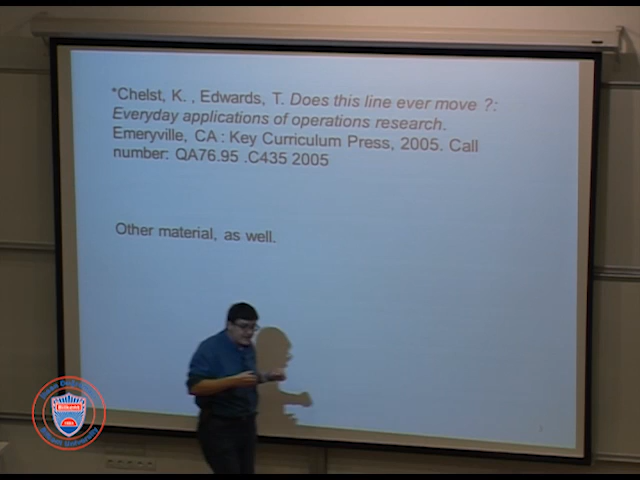 *Chelst, K. , Edwards, T. Does this line ever move ?:
Everyday applications of operations research.
Emeryville, CA : Key Curriculum Press, 2005. Call
number: QA76.95 .C435 2005
Other material, as well.
Bilkent